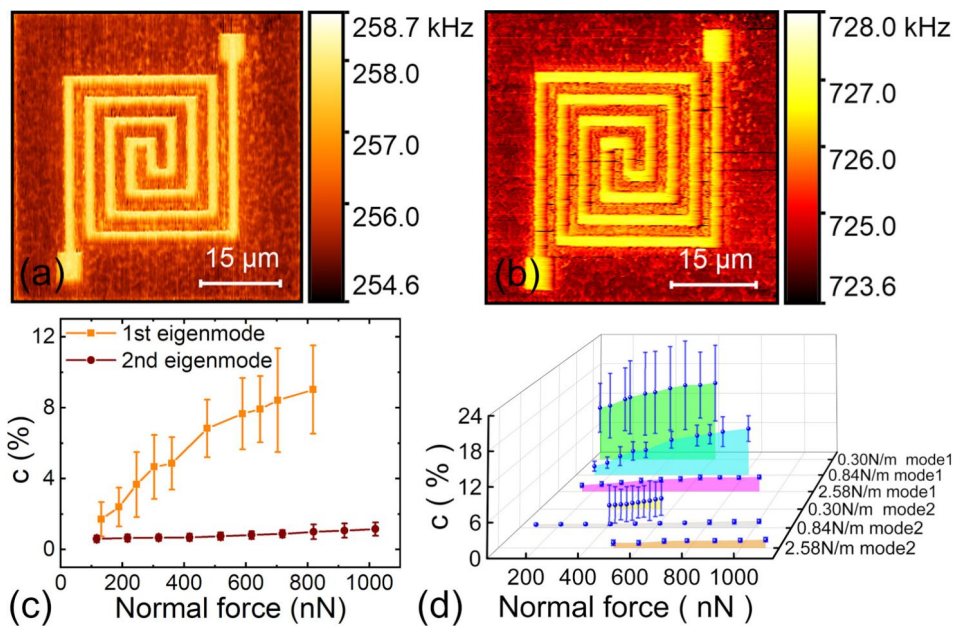 258.7 kHz
258.0
257.0
256.0
254.6
15 µm
(a)
728.0 kHz
727.0
726.0
725.0
723.6
15 µm
(b)
12
8
4
0
c (%)
1st eigenmode
2nd eigenmode
0 200 400 600 800 1000
Normal force (nN)
(c)
24
18
12
6
0
c ( % )
0.30N/m mode1
0.84N/m mode1
2.58N/m mode1
0.30N/m mode2
0.84N/m mode2
2.58N/m mode2
200 400 600 800 1000
Normal force ( nN )
(d)